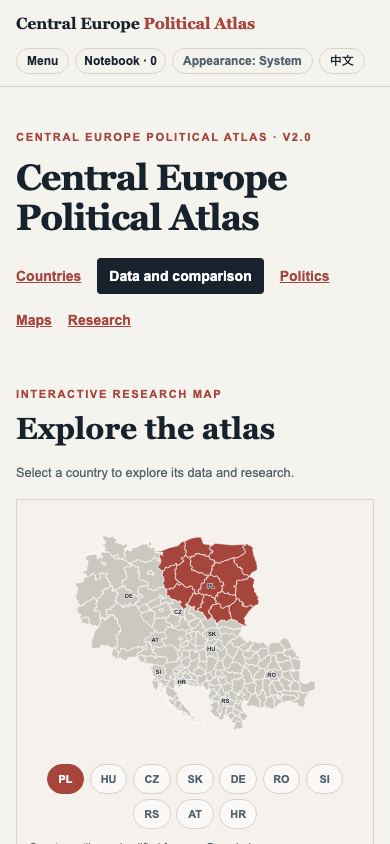 Central Europe Political Atlas
Menu
Notebook · 0
Appearance: System
中文
CENTRAL EUROPE POLITICAL ATLAS · V2.0
Central Europe
Political Atlas
Countries
Data and comparison
Politics
Maps
Research
INTERACTIVE RESEARCH MAP
Explore the atlas
Select a country to explore its data and research.
DE
PL
CZ
SK
AT
HU
SI
HR
RO
RS
PL
HU
CZ
SK
DE
RO
SI
RS
AT
HR